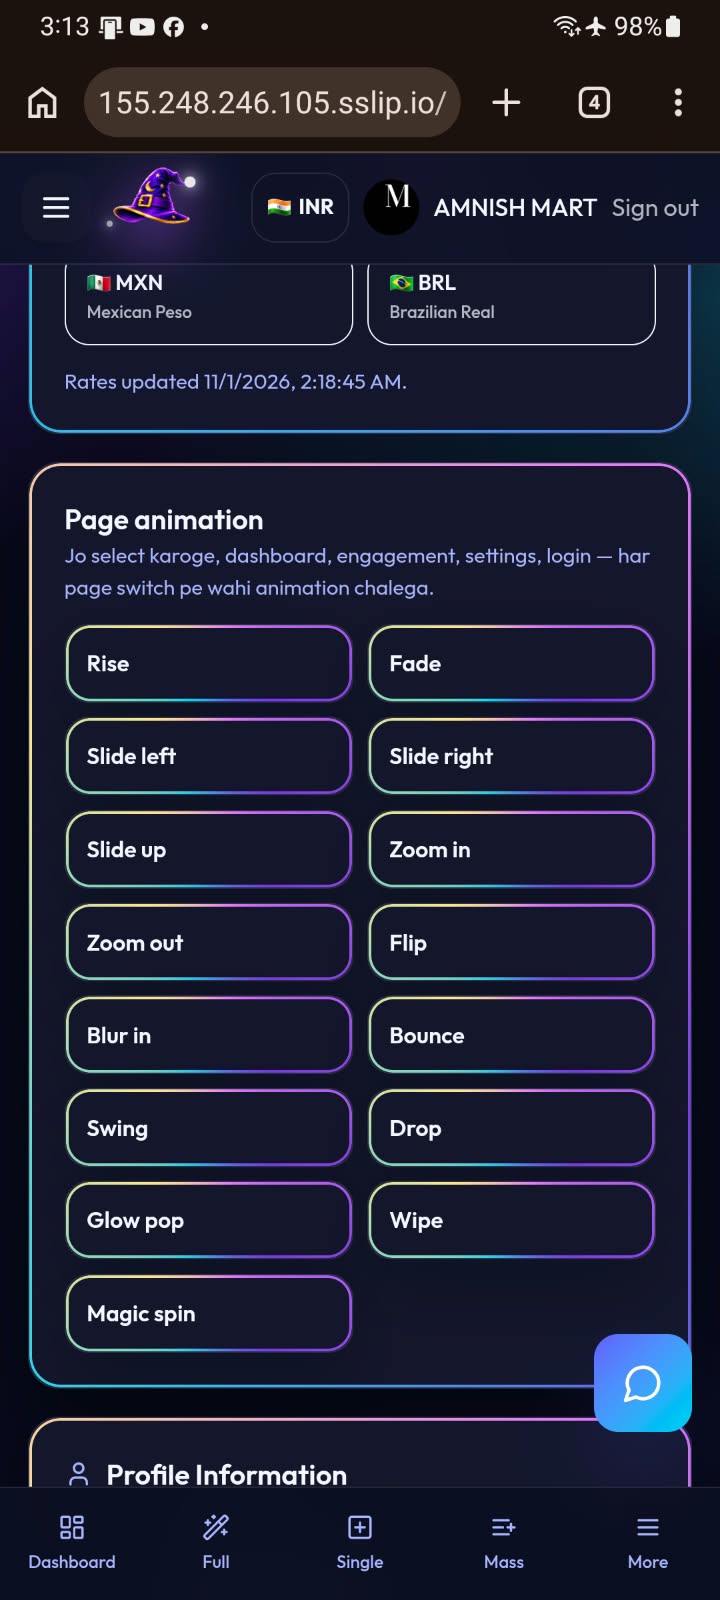 3:13
98%
155.248.246.105.sslip.io/
4
INR
M
AMNISH MART
Sign out
MXN
Mexican Peso
BRL
Brazilian Real
Rates updated 11/1/2026, 2:18:45 AM.
Page animation
Jo select karoge, dashboard, engagement, settings, login — har
page switch pe wahi animation chalega.
Rise
Fade
Slide left
Slide right
Slide up
Zoom in
Zoom out
Flip
Blur in
Bounce
Swing
Drop
Glow pop
Wipe
Magic spin
Profile Information
Dashboard
Full
Single
Mass
More